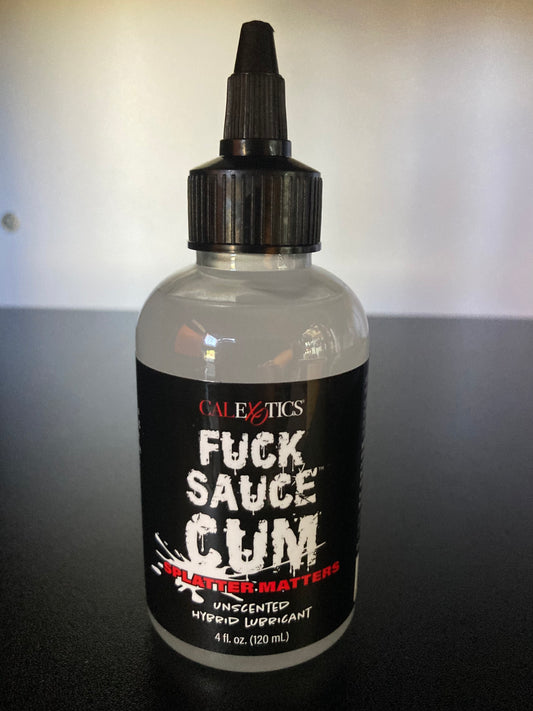 CALEXOTICS®
FUCK
SAUCE™
CUM
SPLATTER MATTERS
UNSCENTED
HYBRID LUBRICANT
4 fl. oz. (120 mL)